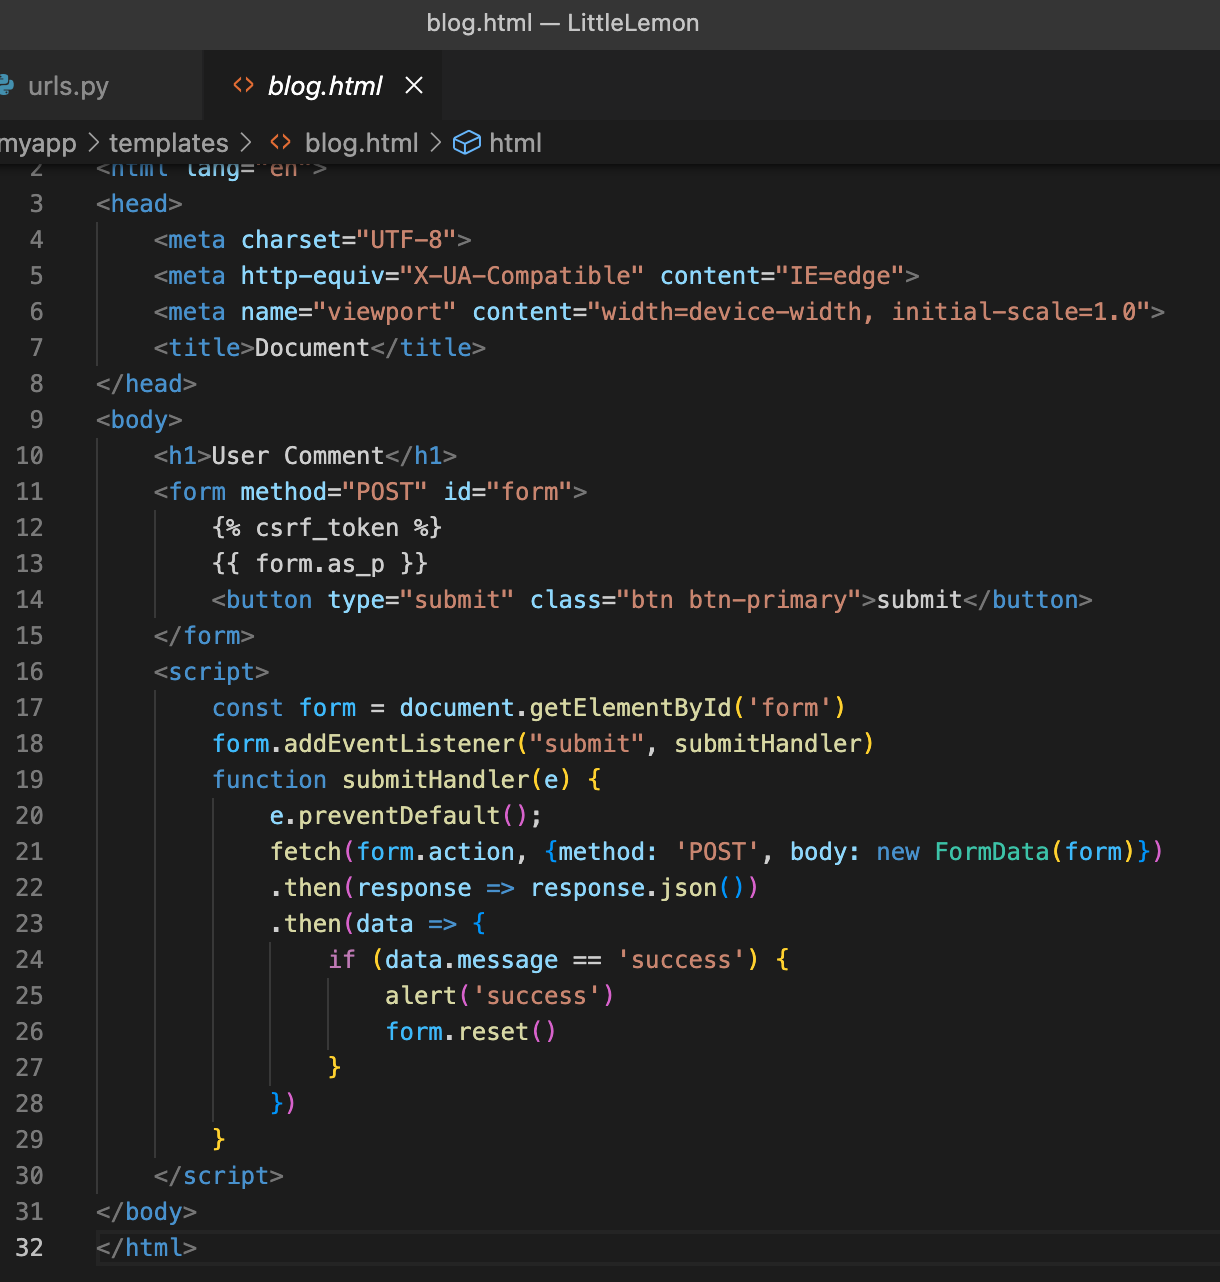 blog.html — LittleLemon
urls.py <> blog.html ×
myapp > templates > <> blog.html > html
2 <html lang="en">
3 <head>
4     <meta charset="UTF-8">
5     <meta http-equiv="X-UA-Compatible" content="IE=edge">
6     <meta name="viewport" content="width=device-width, initial-scale=1.0">
7     <title>Document</title>
8 </head>
9 <body>
10     <h1>User Comment</h1>
11     <form method="POST" id="form">
12         {% csrf_token %}
13         {{ form.as_p }}
14         <button type="submit" class="btn btn-primary">submit</button>
15     </form>
16     <script>
17         const form = document.getElementById('form')
18         form.addEventListener("submit", submitHandler)
19         function submitHandler(e) {
20             e.preventDefault();
21             fetch(form.action, {method: 'POST', body: new FormData(form)})
22             .then(response => response.json())
23             .then(data => {
24                 if (data.message == 'success') {
25                     alert('success')
26                     form.reset()
27                 }
28             })
29         }
30     </script>
31 </body>
32 </html>